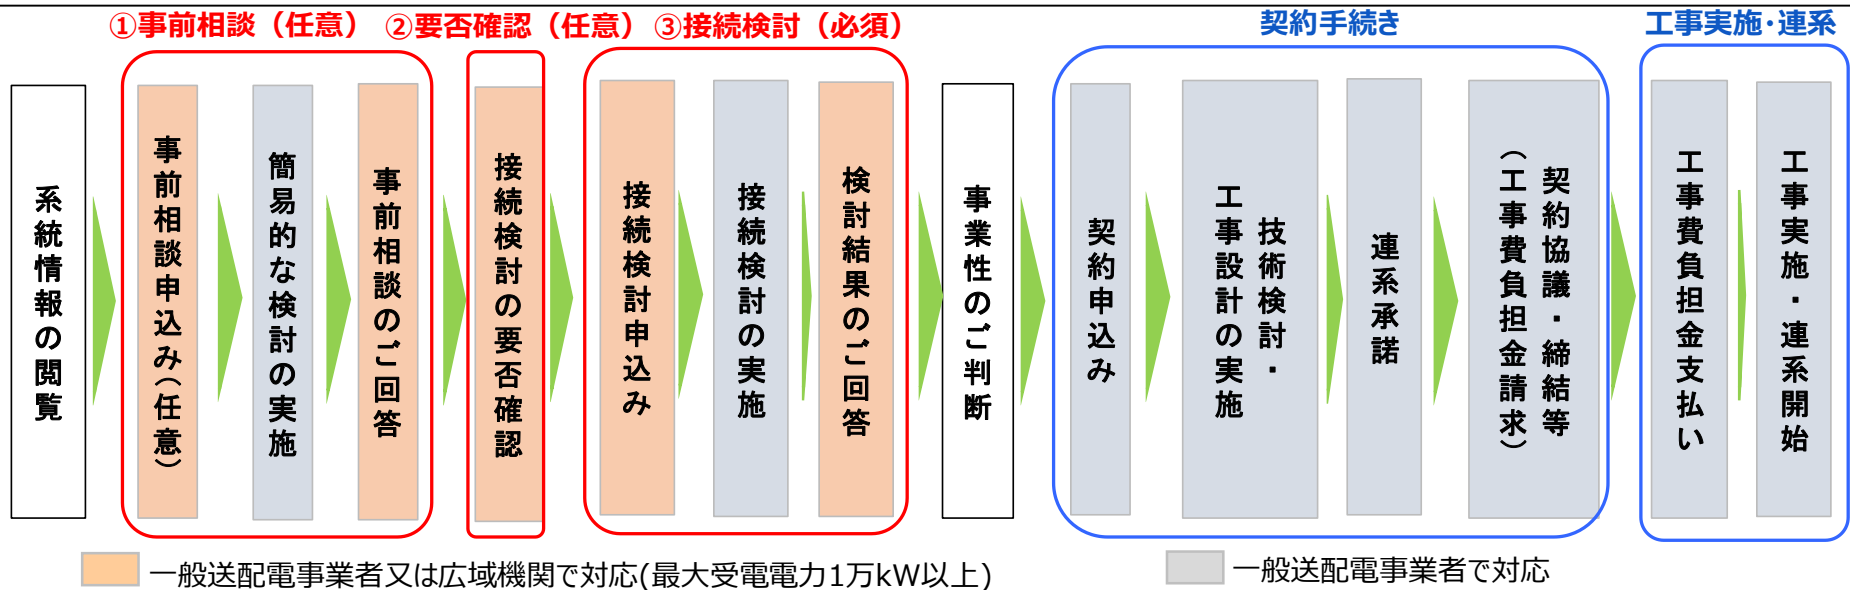 ①事前相談（任意）
②要否確認（任意）
③接続検討（必須）
契約手続き
工事実施・連系
系統情報の閲覧
事前相談申込み（任意）
簡易的な検討の実施
事前相談のご回答
接続検討の要否確認
接続検討申込み
接続検討の実施
検討結果のご回答
事業性のご判断
契約申込み
技術検討・
工事設計の実施
連系承諾
契約協議・締結等
（工事費負担金請求）
工事費負担金支払い
工事実施・連系開始
一般送配電事業者又は広域機関で対応(最大受電電力1万kW以上)
一般送配電事業者で対応